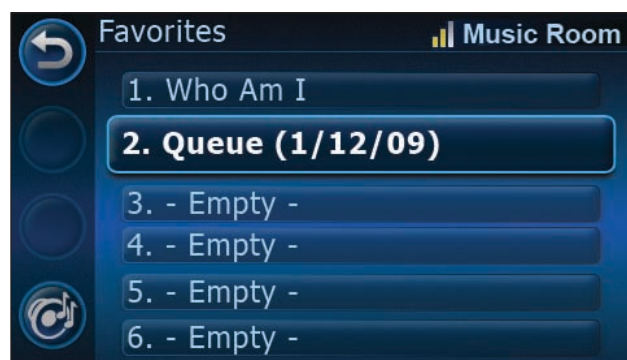 Favorites Music Room
1. Who Am I
2. Queue (1/12/09)
3. - Empty -
4. - Empty -
5. - Empty -
6. - Empty -